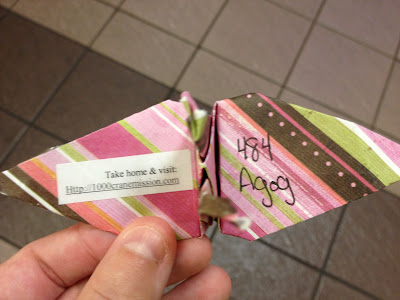 Take home & visit:
Http://1000cranemission.com
484
Agog